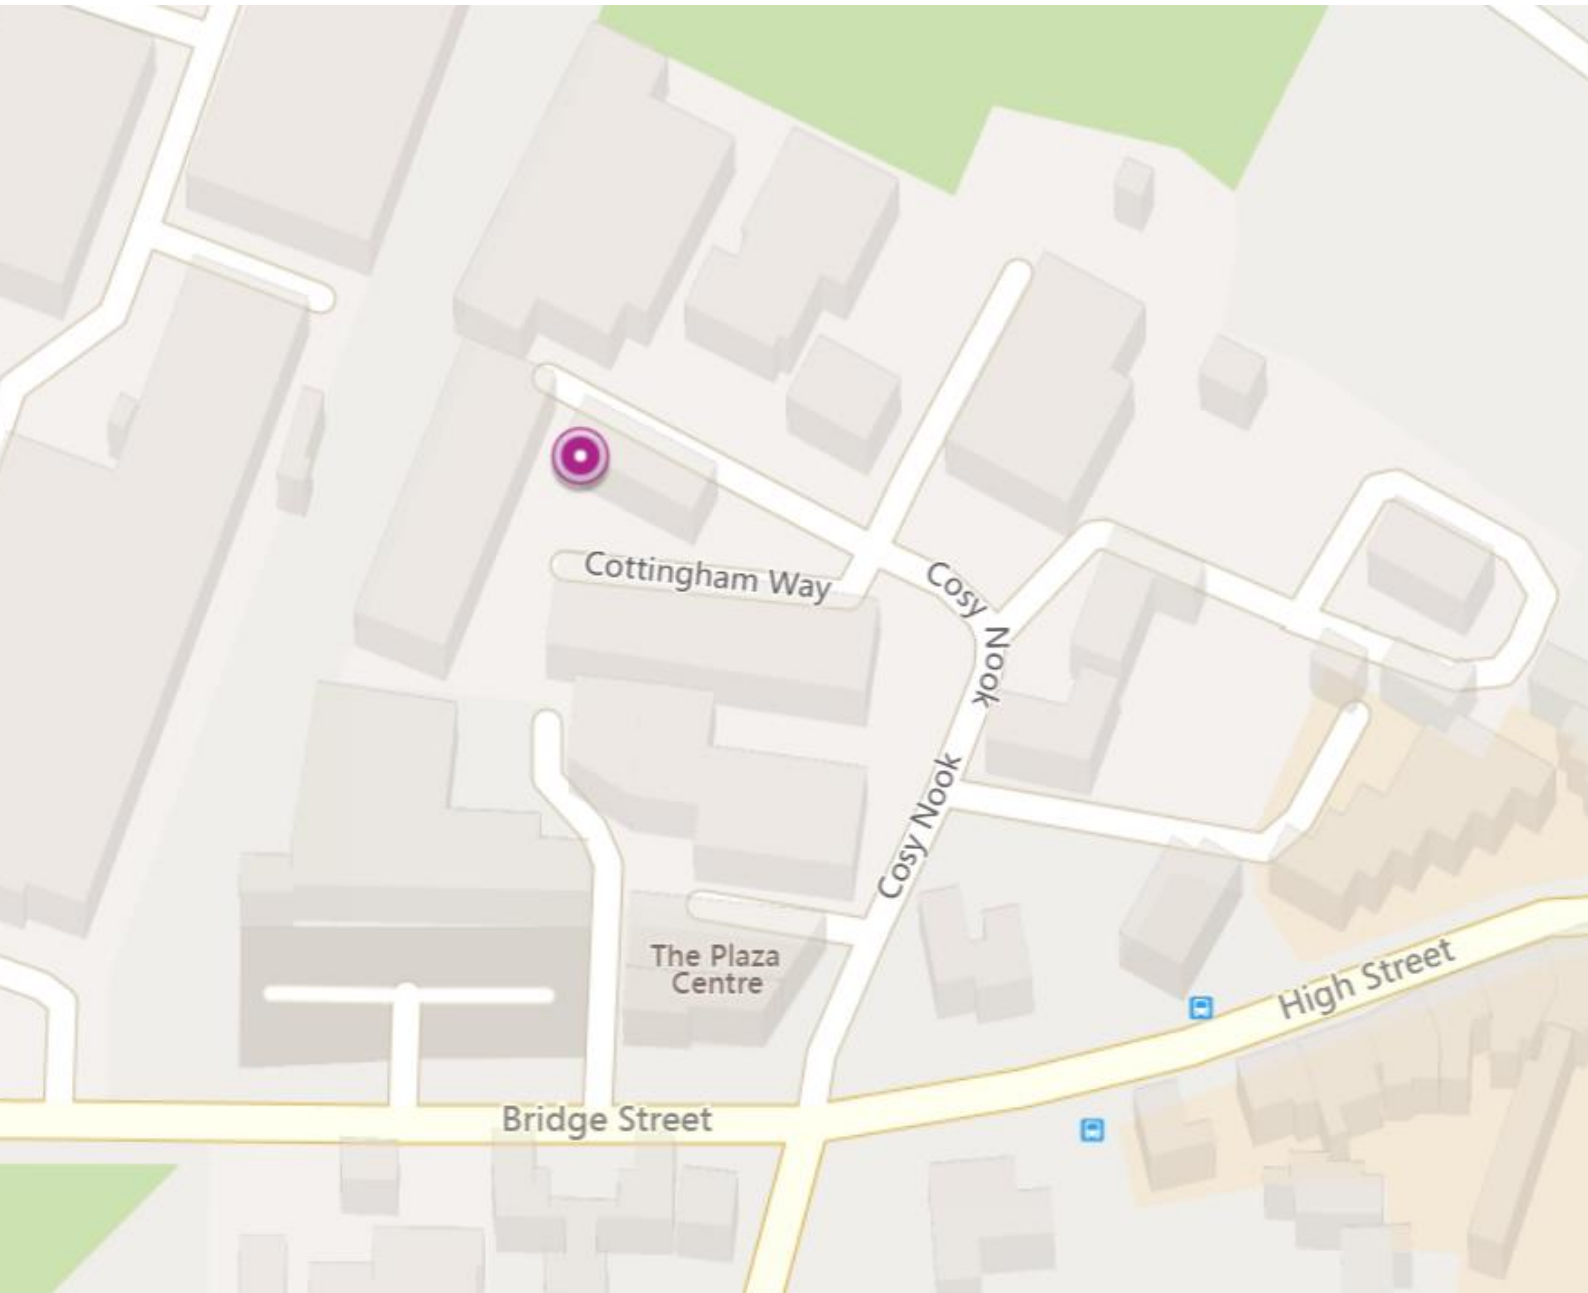 Cottingham Way
Cosy Nook
Cosy Nook
The Plaza
Centre
High Street
Bridge Street